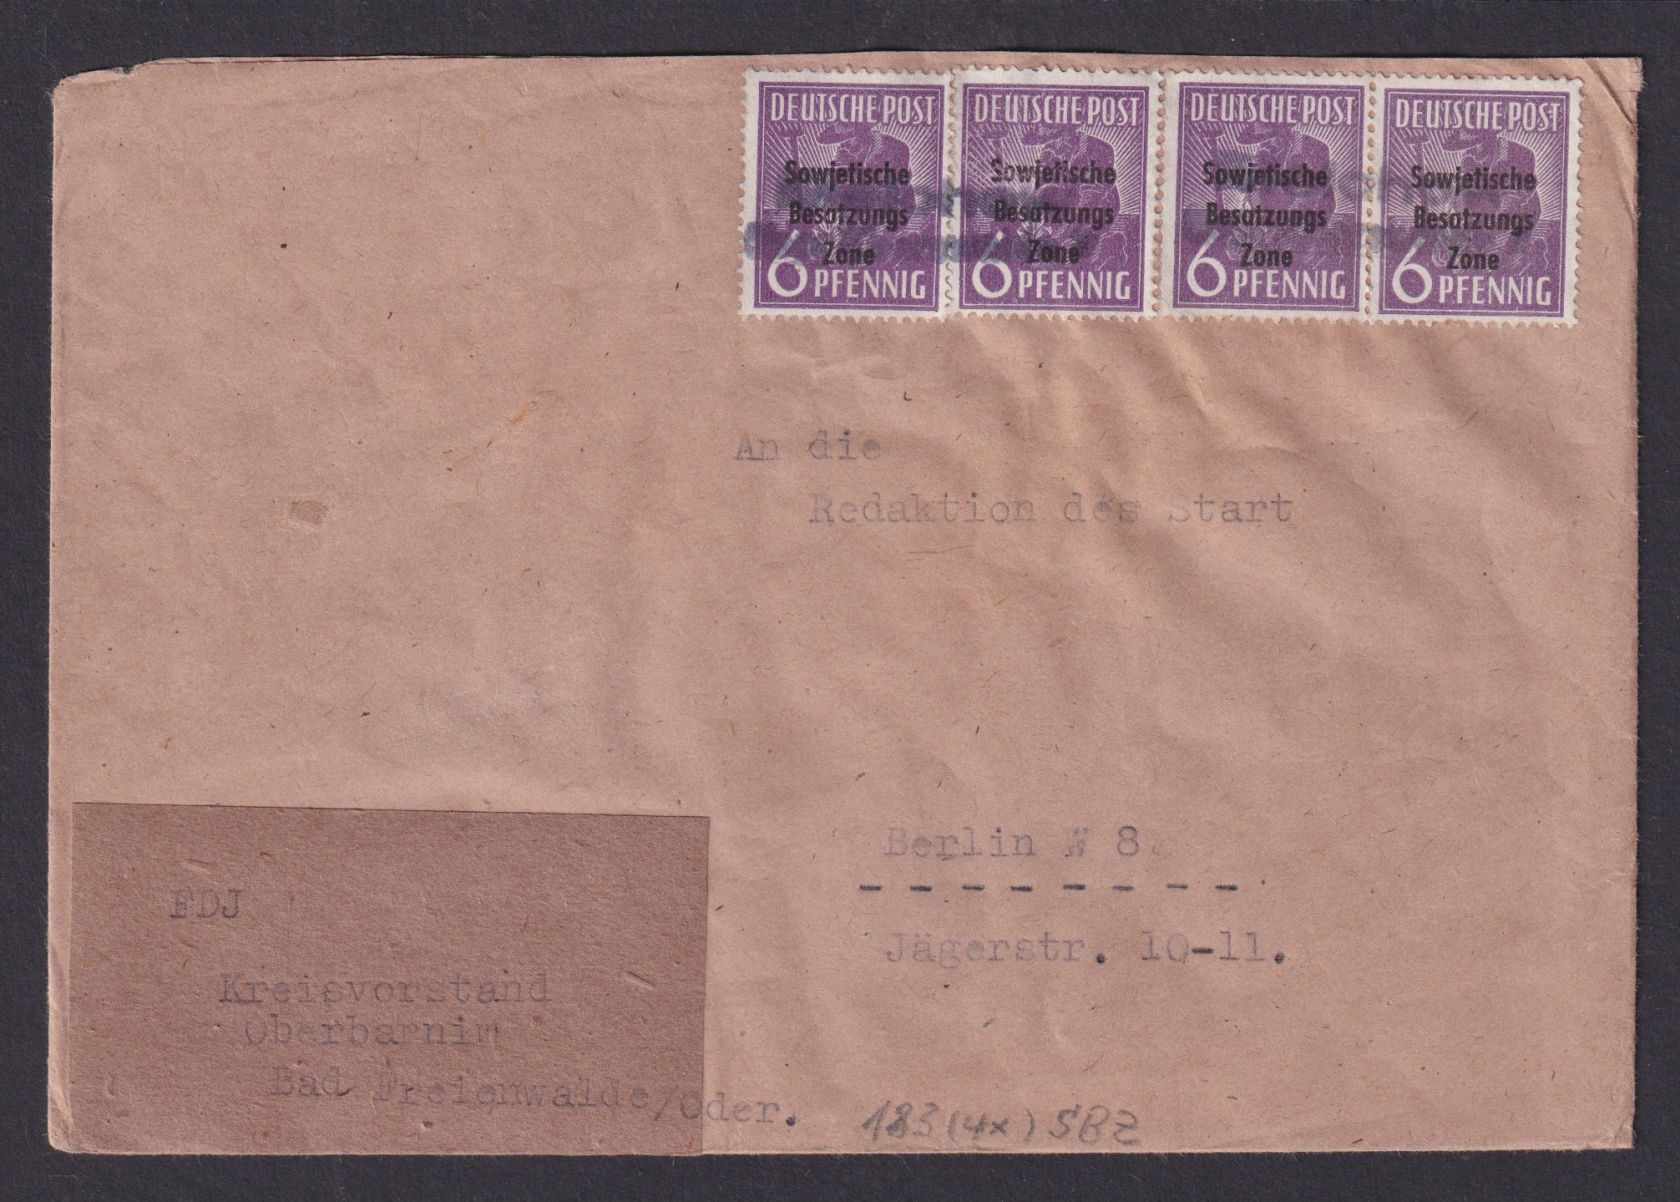 DEUTSCHE POST
Sowjetische
Besatzungs
Zone
6 PFENNIG
DEUTSCHE POST
Sowjetische
Besatzungs
Zone
6 PFENNIG
DEUTSCHE POST
Sowjetische
Besatzungs
Zone
6 PFENNIG
DEUTSCHE POST
Sowjetische
Besatzungs
Zone
6 PFENNIG
An die
Redaktion des Start
Berlin W 8
- - - - - - - - -
Jägerstr. 10-11.
FDJ
Kreisvorstand
Oberbarnim
Bad Freienwalde/Oder.
183 (4x) SBZ